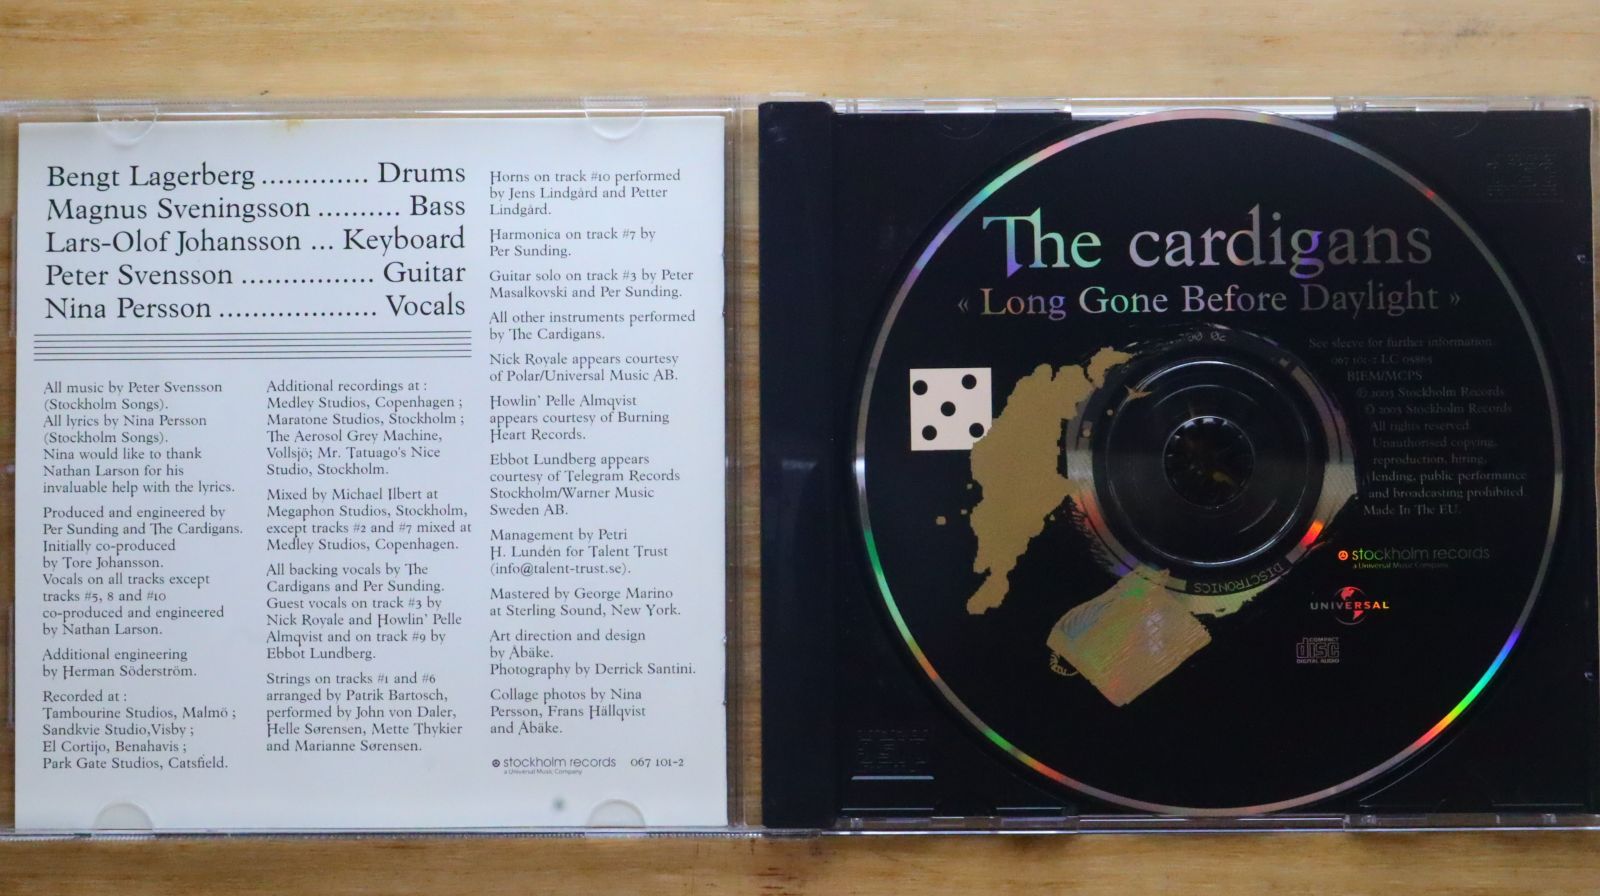 Bengt Lagerberg ............. Drums
Magnus Sveningsson .......... Bass
Lars-Olof Johansson ... Keyboard
Peter Svensson ................ Guitar
Nina Persson ................... Vocals
All music by Peter Svensson
(Stockholm Songs).
All lyrics by Nina Persson
(Stockholm Songs).
Nina would like to thank
Nathan Larson for his
invaluable help with the lyrics.
Produced and engineered by
Per Sunding and The Cardigans.
Initially co-produced
by Tore Johansson.
Vocals on all tracks except
tracks #5, 8 and #10
co-produced and engineered
by Nathan Larson.
Additional engineering
by Herman Söderström.
Recorded at :
Tambourine Studios, Malmö ;
Sandkvie Studio,Visby ;
El Cortijo, Benahavis ;
Park Gate Studios, Catsfield.
Additional recordings at :
Medley Studios, Copenhagen ;
Maratone Studios, Stockholm ;
The Aerosol Grey Machine,
Vollsjö; Mr. Tatuago's Nice
Studio, Stockholm.
Mixed by Michael Ilbert at
Megaphon Studios, Stockholm,
except tracks #2 and #7 mixed at
Medley Studios, Copenhagen.
All backing vocals by The
Cardigans and Per Sunding.
Guest vocals on track #3 by
Nick Royale and Howlin' Pelle
Almqvist and on track #9 by
Ebbot Lundberg.
Strings on tracks #1 and #6
arranged by Patrik Bartosch,
performed by John von Daler,
Helle Sørensen, Mette Thykier
and Marianne Sørensen.
Horns on track #10 performed
by Jens Lindgård and Petter
Lindgård.
Harmonica on track #7 by
Per Sunding.
Guitar solo on track #3 by Peter
Masalkovski and Per Sunding.
All other instruments performed
by The Cardigans.
Nick Royale appears courtesy
of Polar/Universal Music AB.
Howlin' Pelle Almqvist
appears courtesy of Burning
Heart Records.
Ebbot Lundberg appears
courtesy of Telegram Records
Stockholm/Warner Music
Sweden AB.
Management by Petri
H. Lundén for Talent Trust
(info@talent-trust.se).
Mastered by George Marino
at Sterling Sound, New York.
Art direction and design
by Åbäke.
Photography by Derrick Santini.
Collage photos by Nina
Persson, Frans Hällqvist
and Åbäke.
stockholm records 067 101-2
a Universal Music Company
The cardigans
« Long Gone Before Daylight »
See sleeve for further information
067 101-2 LC 05865
BIEM/MCPS
℗ 2003 Stockholm Records
© 2003 Stockholm Records
All rights reserved
Unauthorised copying,
reproduction, hiring,
lending, public performance
and broadcasting prohibited.
Made In The EU.
stockholm records
a Universal Music Company
UNIVERSAL
COMPACT
disc
DIGITAL AUDIO
DISCTRONICS